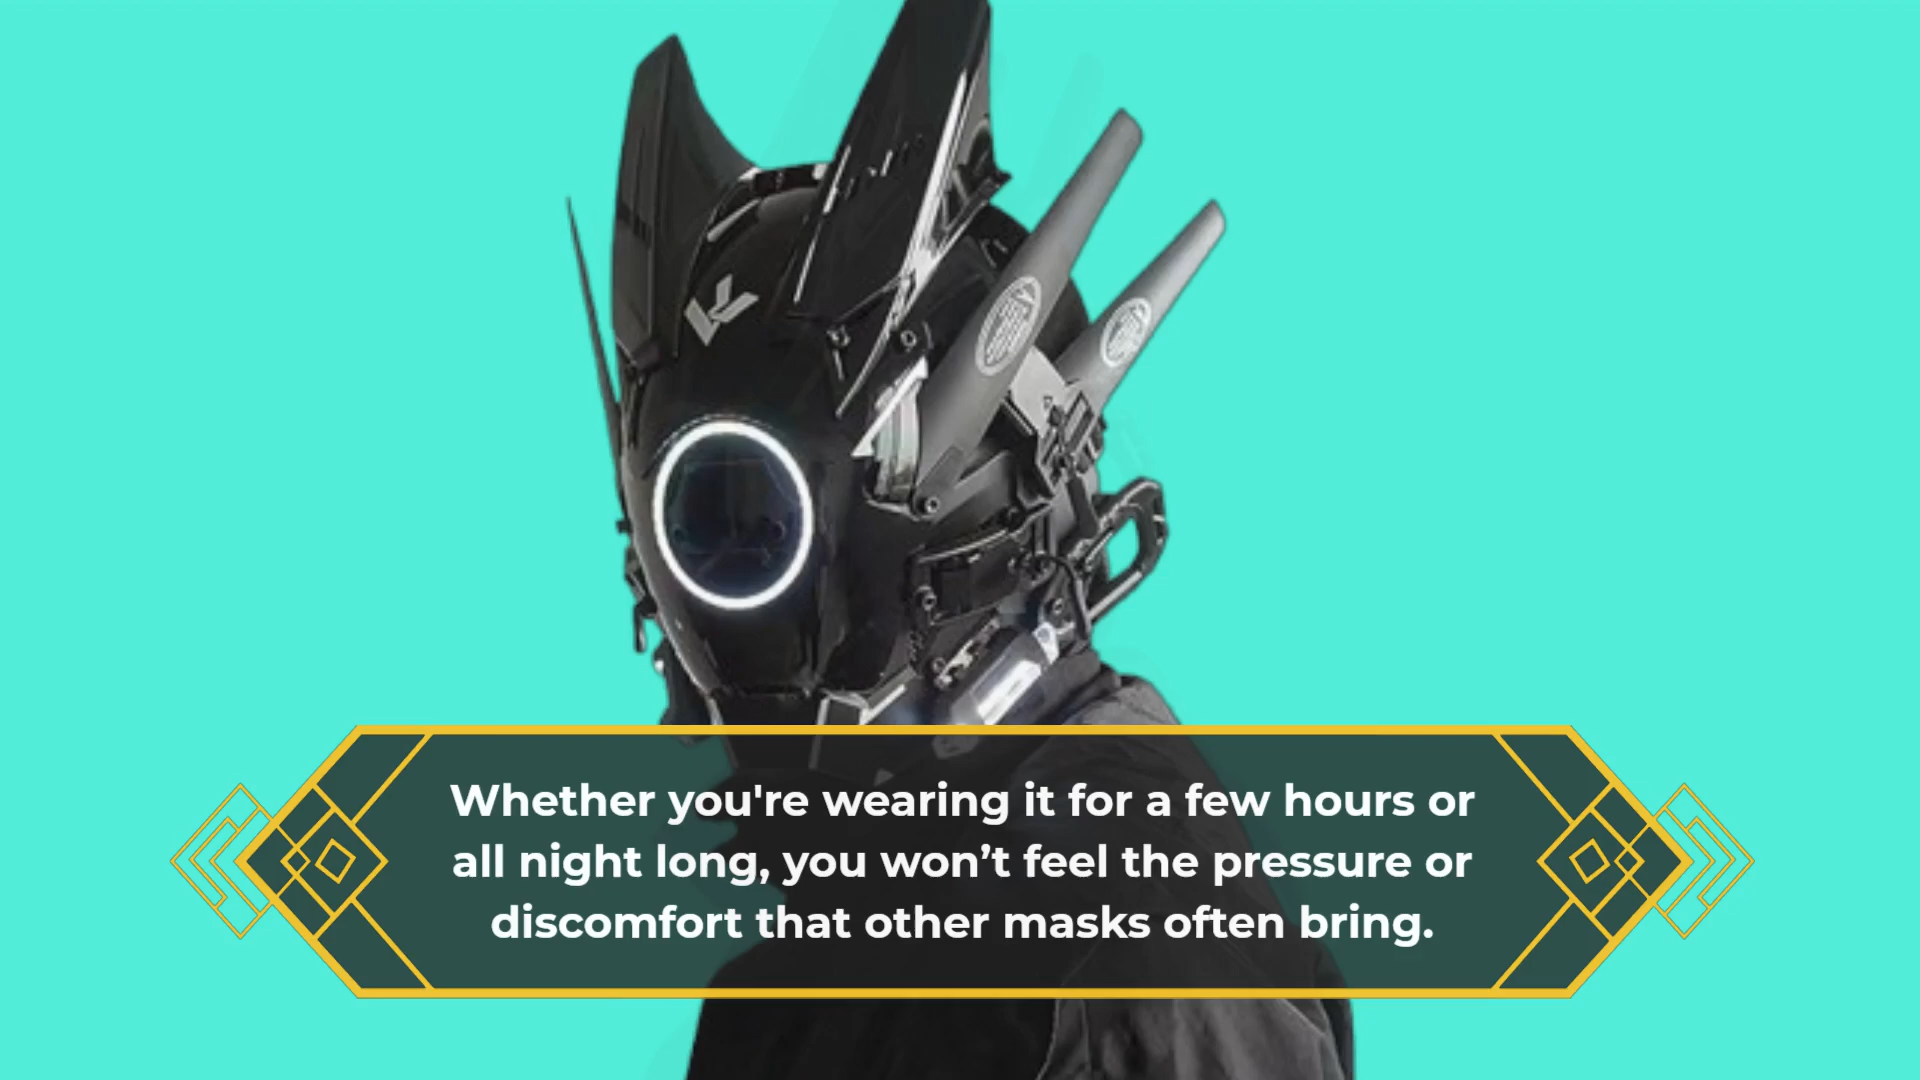 Whether you're wearing it for a few hours or
all night long, you won’t feel the pressure or
discomfort that other masks often bring.